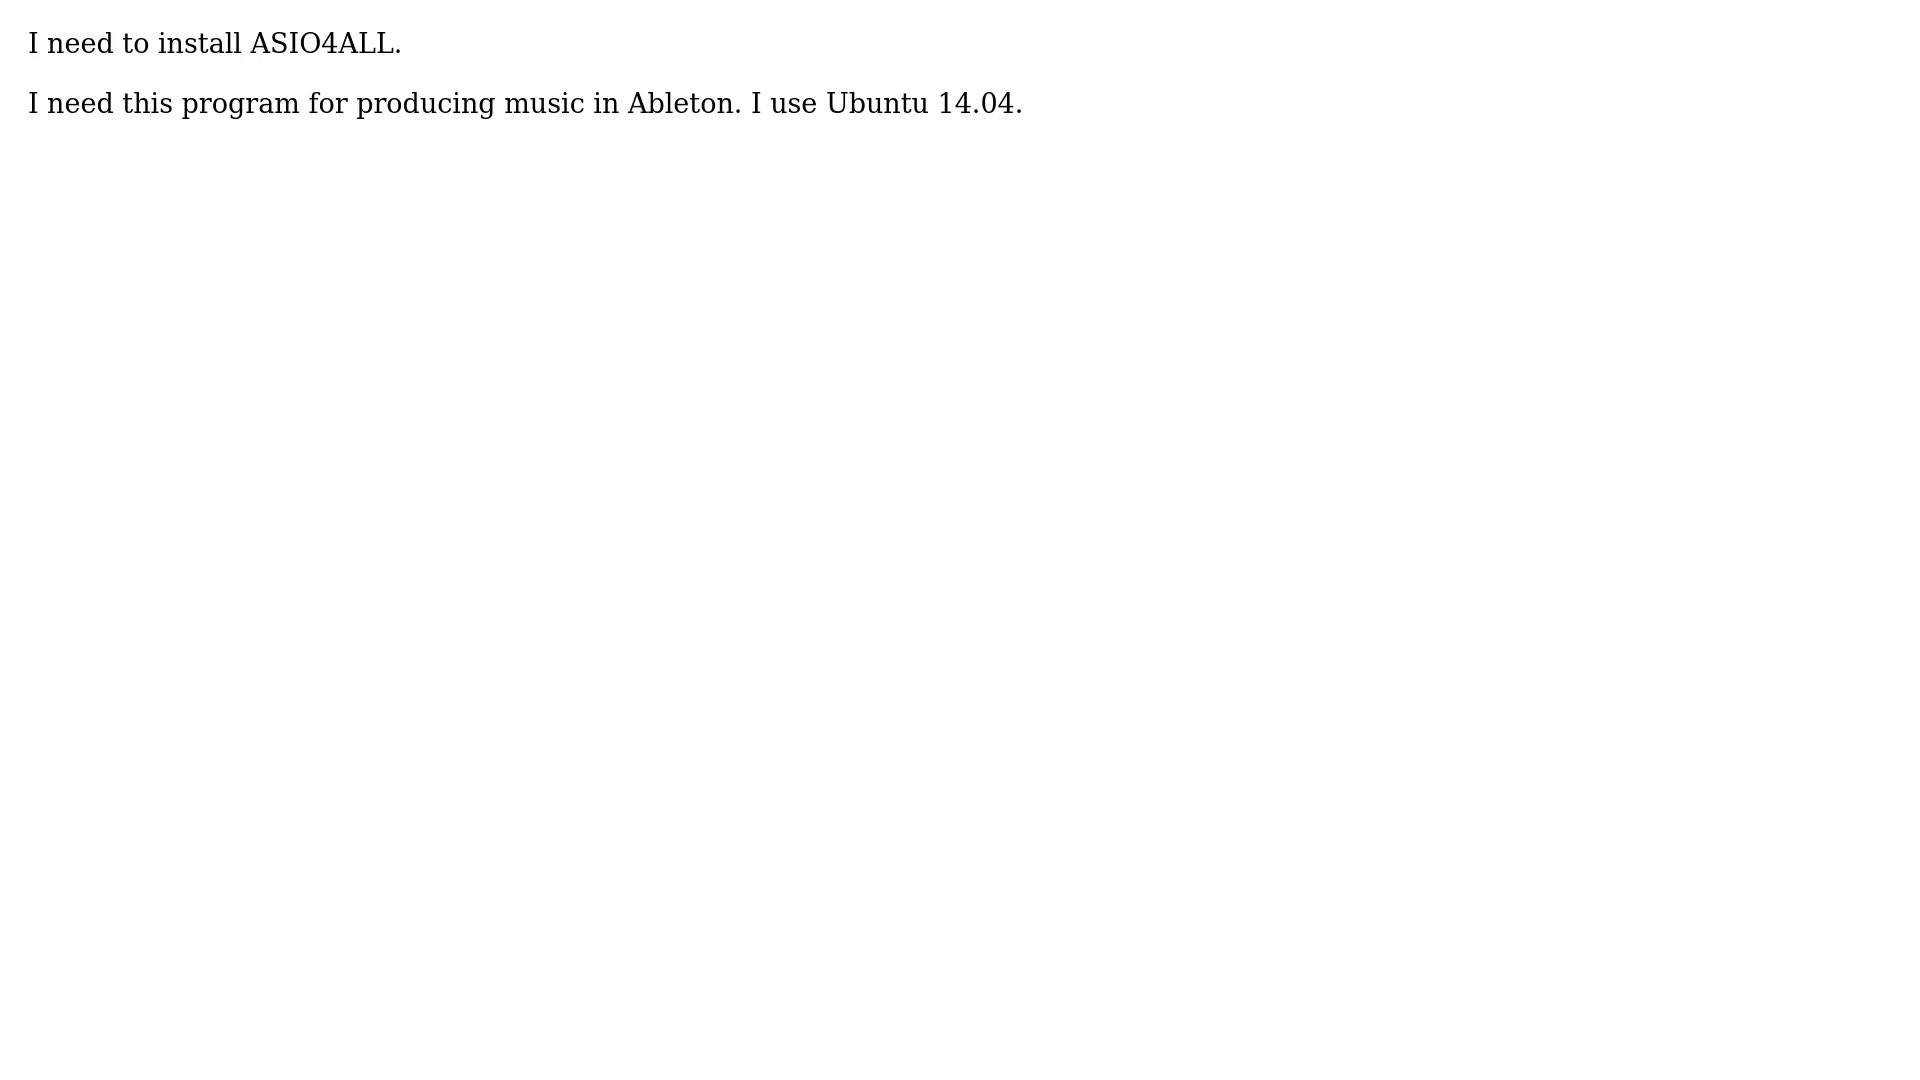 I need to install ASIO4ALL.
I need this program for producing music in Ableton. I use Ubuntu 14.04.